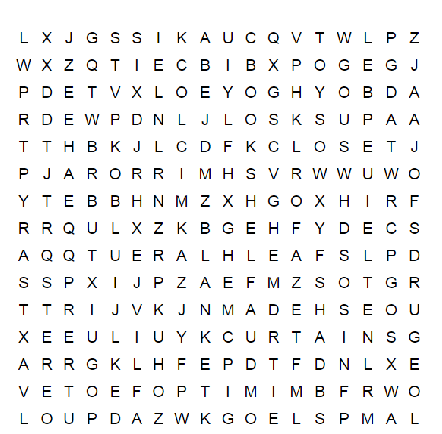 L X J G S S I K A U C Q V T W L P Z
W X Z Q T I E C B I B X P O G E G J
P D E T V X L O E Y O G H Y O B D A
R D E W P D N L J L O S K S U P A A
T T H B K J L C D F K C L O S E T J
P J A R O R R I M H S V R W W U W O
Y T E B B H N M Z X H G O X H I R F
R R Q U L X Z K B G E H F Y D E C S
A Q Q T U E R A L H L E A F S L P D
S S P X I J P Z A E F M Z S O T G R
T T R I J V K J N M A D E H S E O U
X E E U L I U Y K C U R T A I N S G
A R R G K L H F E P D T F D N L X E
V E T O E F O P T I M I M B F R W O
L O U P D A Z W K G O E L S P M A L